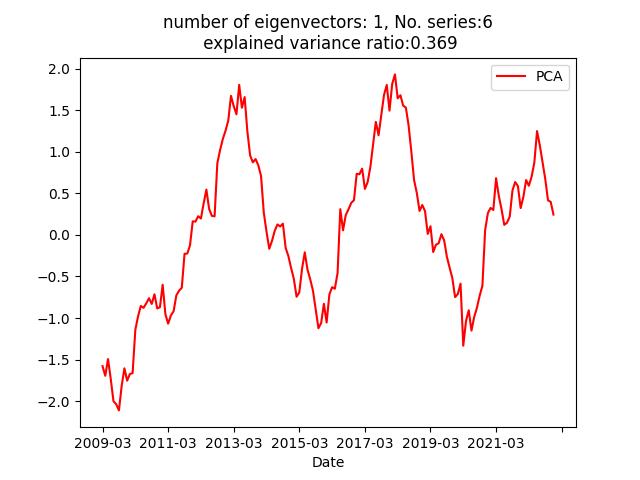 number of eigenvectors: 1, No. series:6
explained variance ratio:0.369
PCA
2.0
1.5
1.0
0.5
0.0
−0.5
−1.0
−1.5
−2.0
2009-03 2011-03 2013-03 2015-03 2017-03 2019-03 2021-03
Date